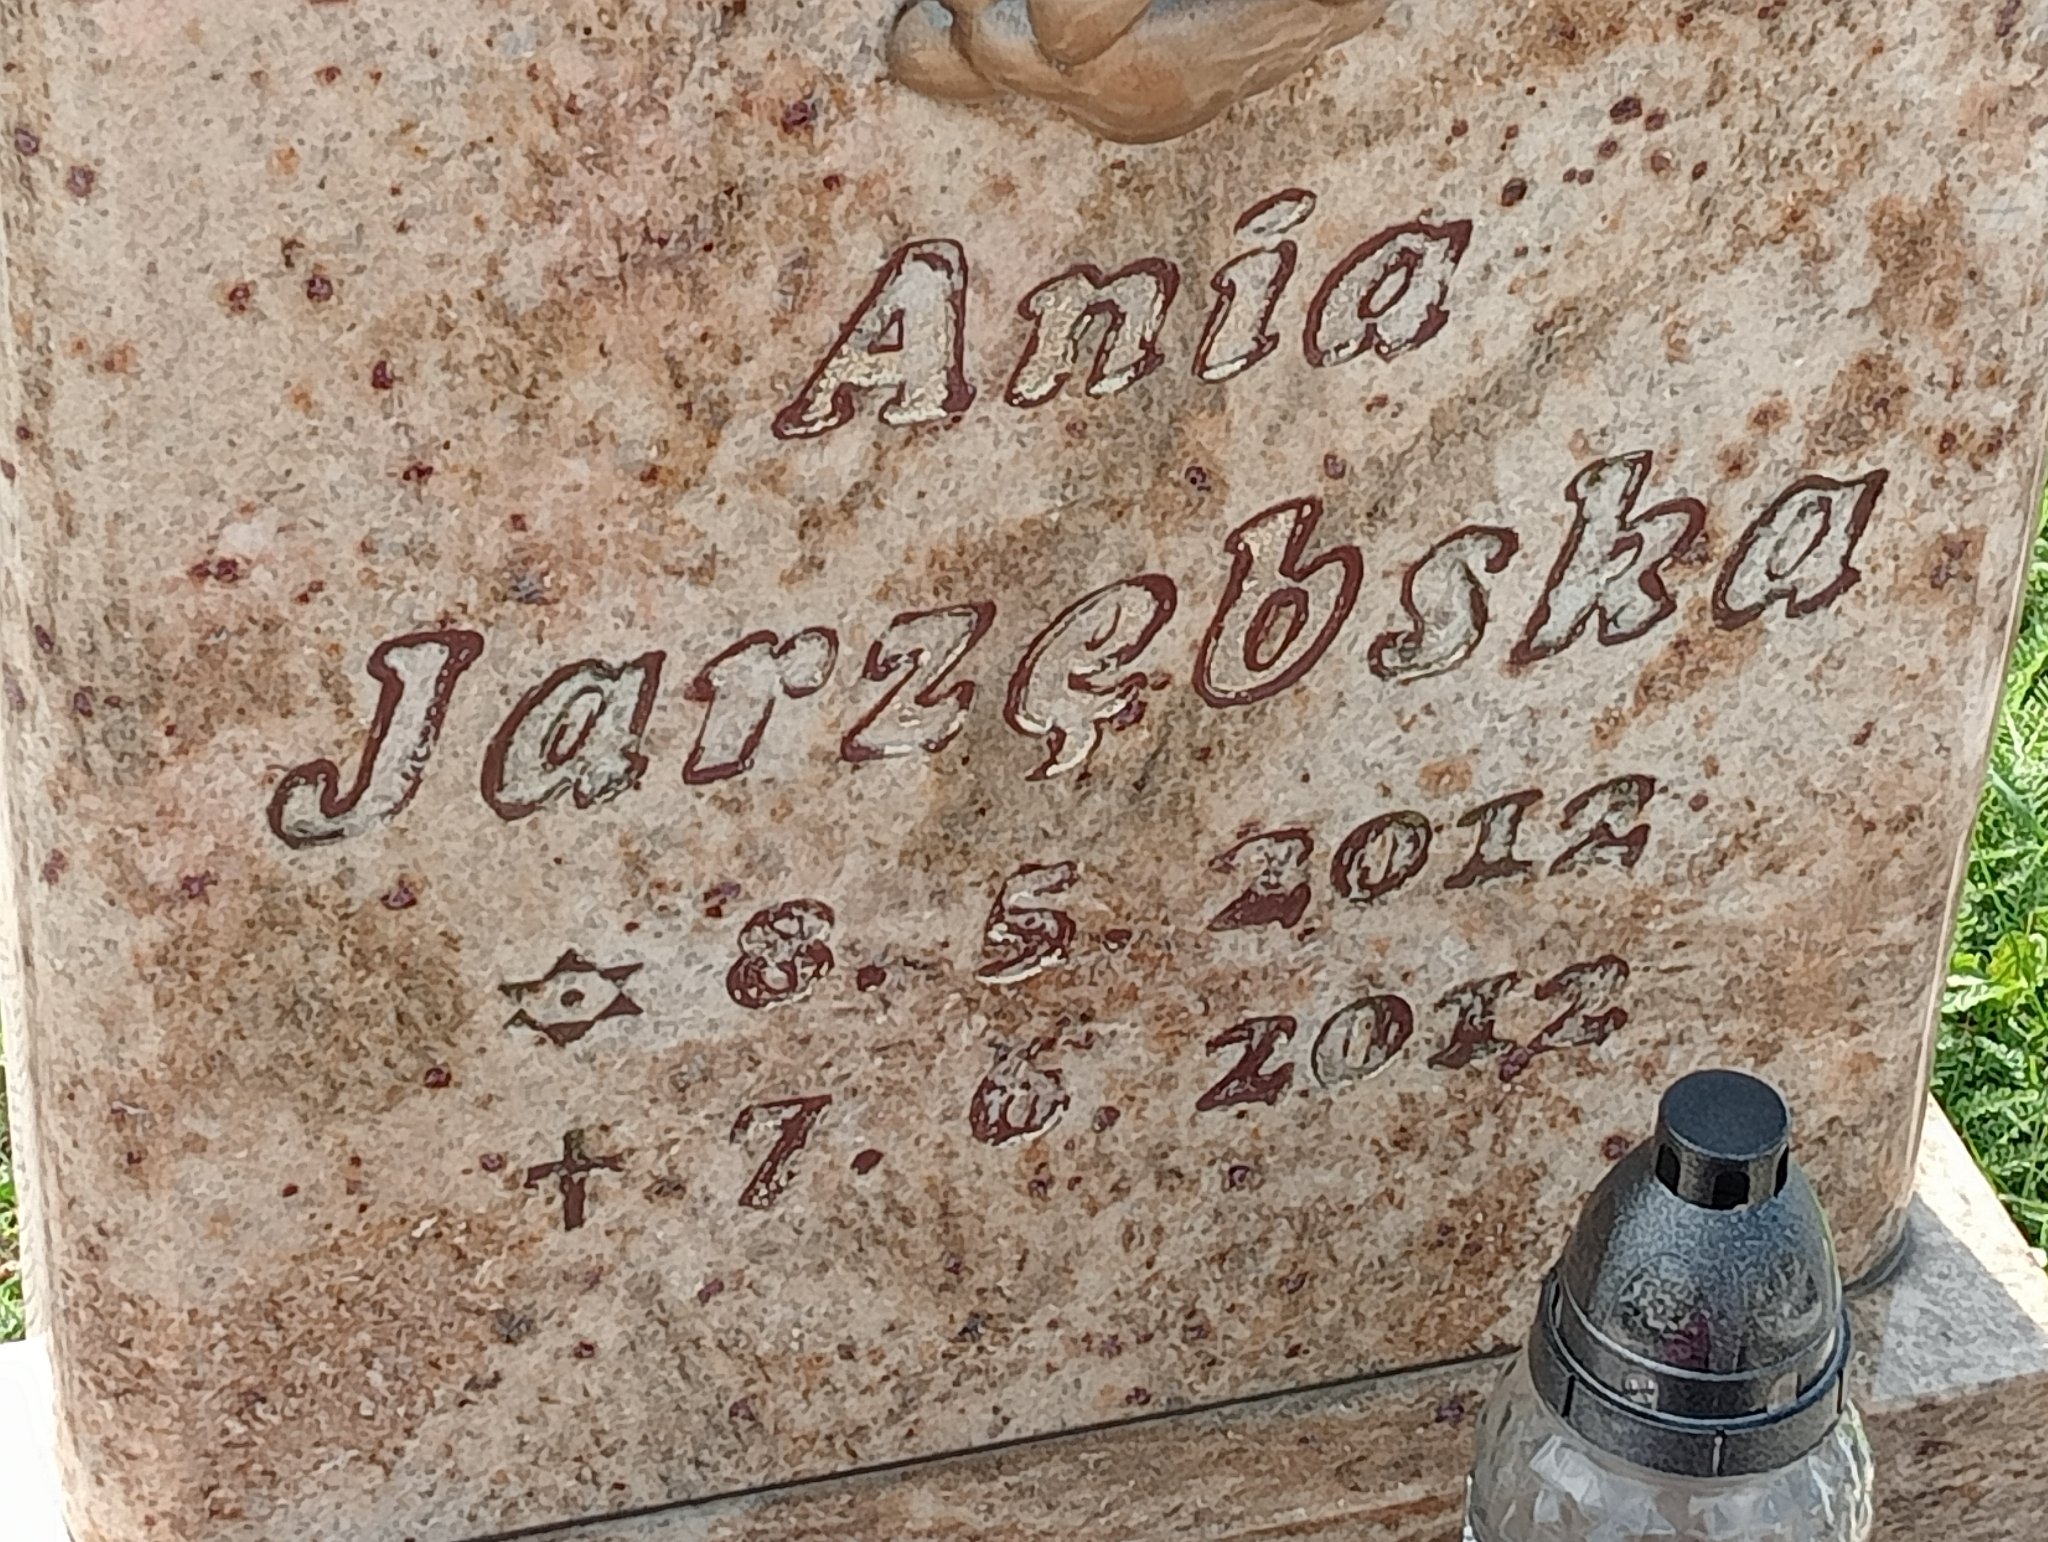 Ania
Jarzębska
✡ 8. 5. 2012
+ 7. 6. 2012